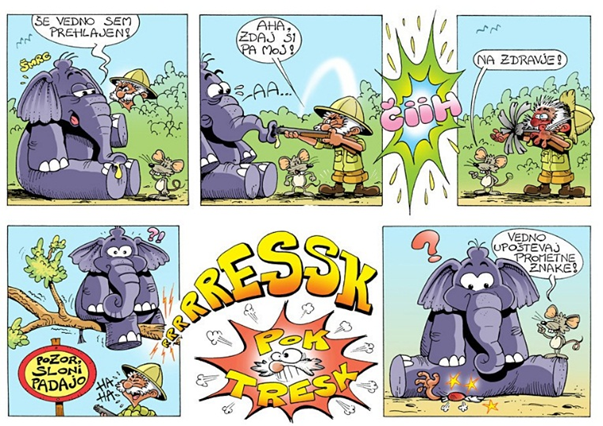 ŠE VEDNO SEM
PREHLAJEN!
ŠMRC
AHA,
ZDAJ SI
PA MOJ!
AA...
ČIIH
NA ZDRAVJE!
?!
POZOR,
SLONI
PADAJO
HA!
HA!
RRRRRESSK
POK
TRESK
?
VEDNO
UPOŠTEVAJ
PROMETNE
ZNAKE!